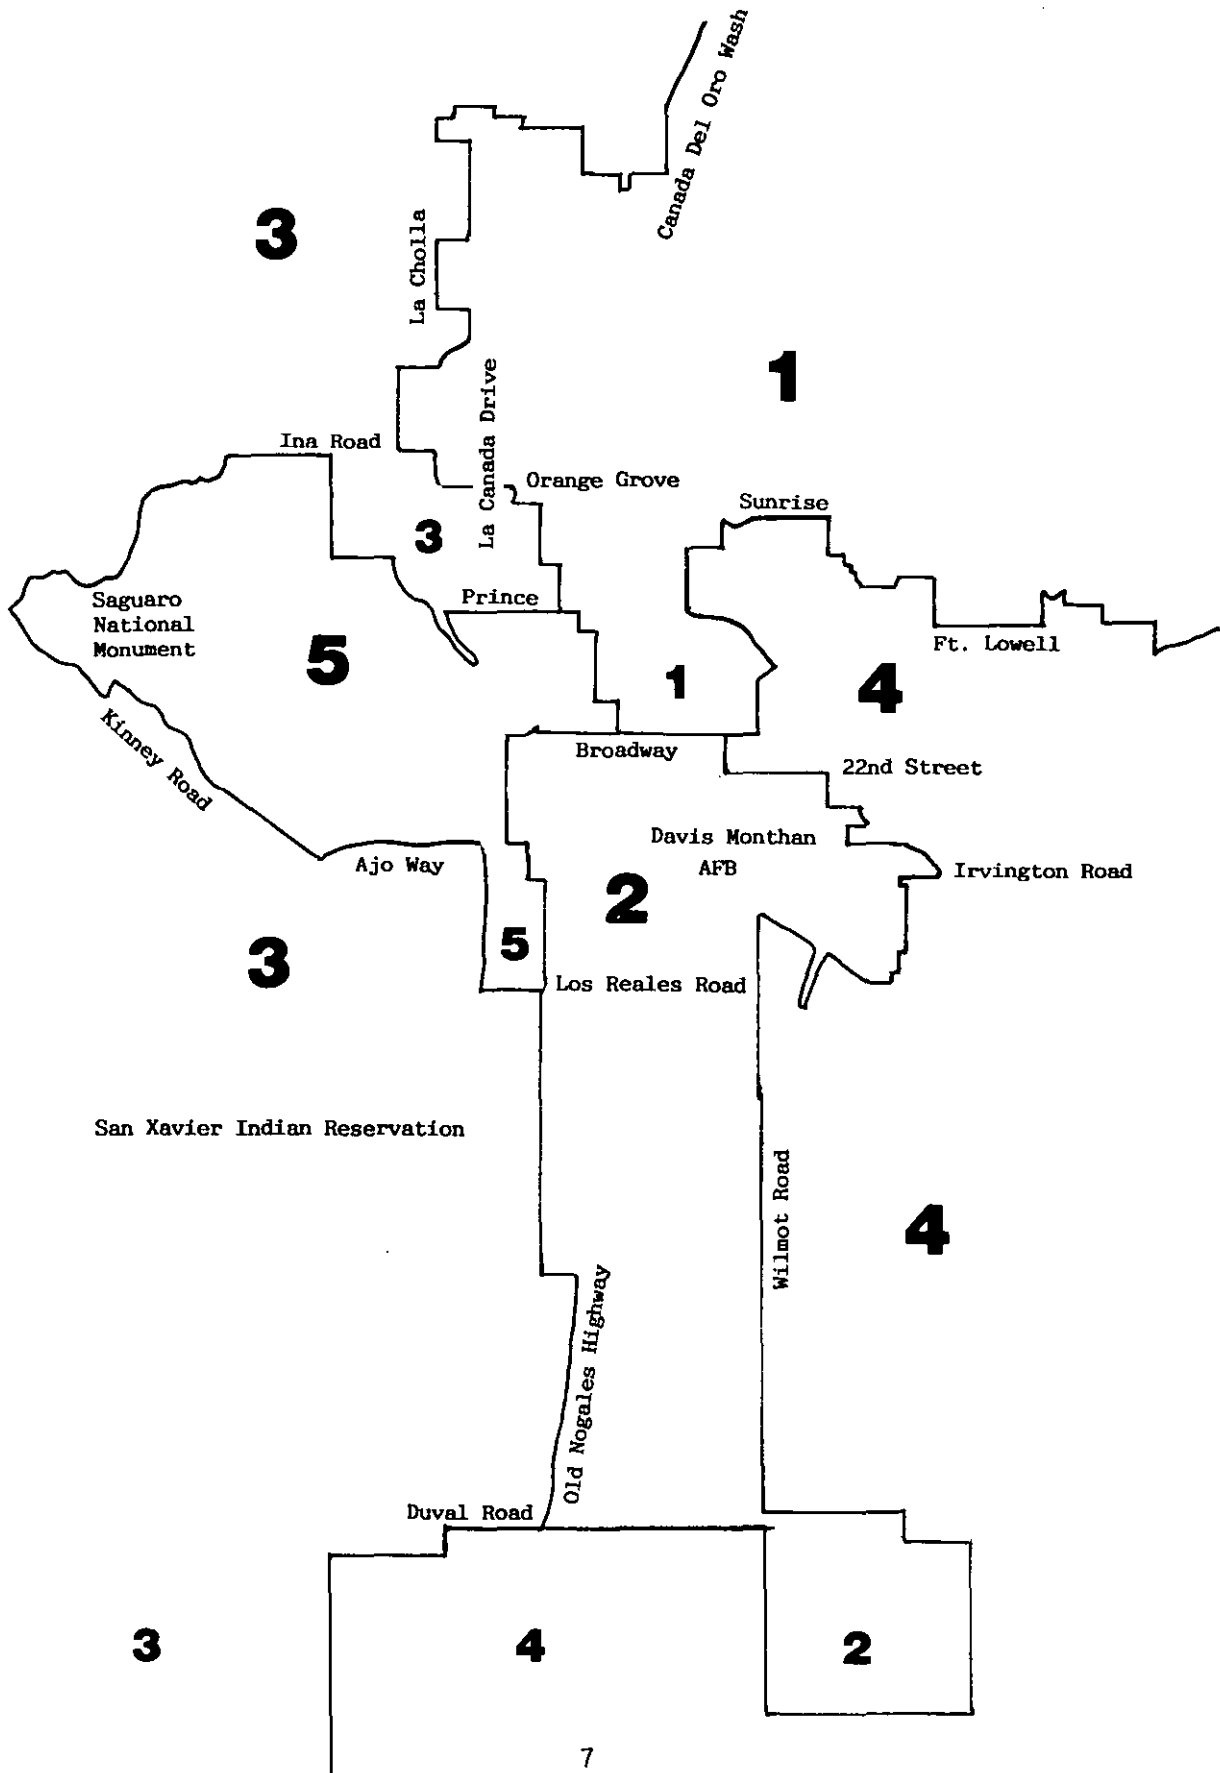 Canada Del Oro Wash
3
La Cholla
1
La Canada Drive
Ina Road
Orange Grove
Sunrise
3
Prince
Saguaro
National
Monument
5
Ft. Lowell
1
4
Kinney Road
Broadway
22nd Street
Davis Monthan
AFB
Ajo Way
Irvington Road
2
5
3
Los Reales Road
San Xavier Indian Reservation
Wilmot Road
4
Old Nogales Highway
Duval Road
3
4
2
7